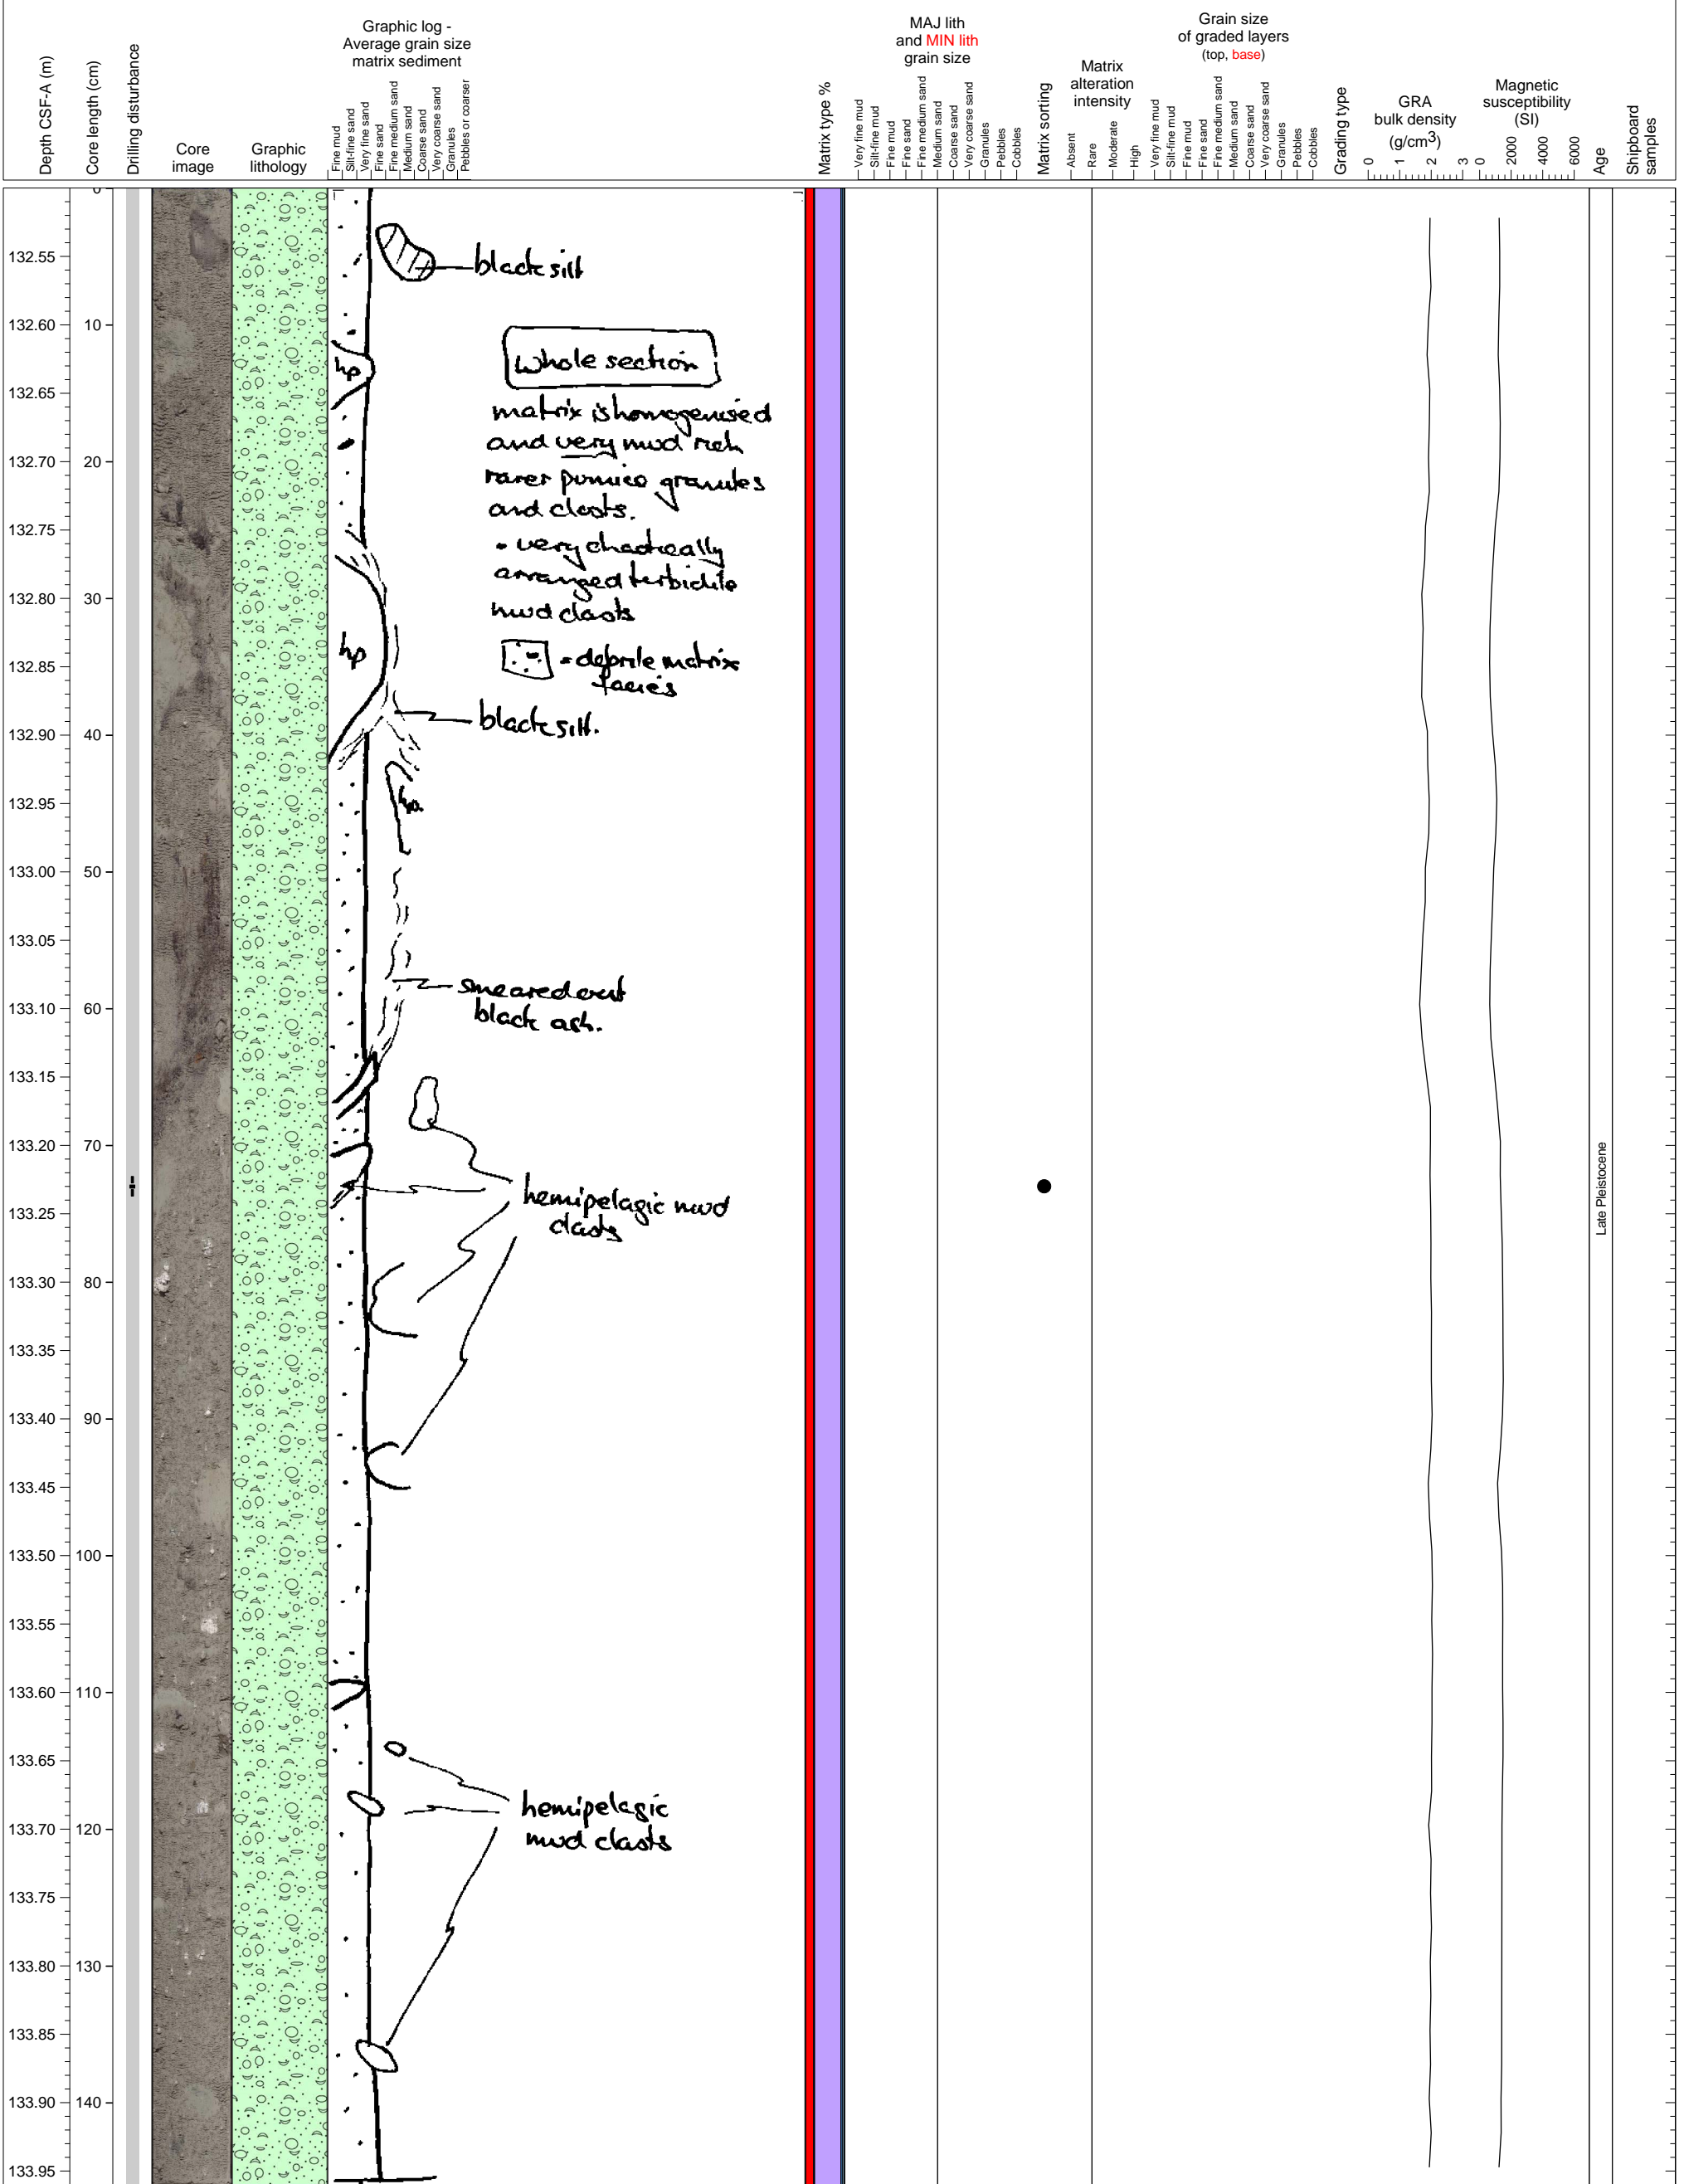 Depth CSF-A (m)
Core length (cm)
Drilling disturbance
Core
image
Graphic
lithology
Graphic log -
Average grain size
matrix sediment
Fine mud
Silt-fine sand
Very fine sand
Fine sand
Fine medium sand
Medium sand
Coarse sand
Very coarse sand
Granules
Pebbles or coarser
Matrix type %
MAJ lith
and MIN lith
grain size
Very fine mud
Silt-fine mud
Fine mud
Fine sand
Fine medium sand
Medium sand
Coarse sand
Very coarse sand
Granules
Pebbles
Cobbles
Matrix sorting
Matrix
alteration
intensity
Absent
Rare
Moderate
High
Grain size
of graded layers
(top, base)
Very fine mud
Silt-fine mud
Fine mud
Fine sand
Fine medium sand
Medium sand
Coarse sand
Very coarse sand
Granules
Pebbles
Cobbles
Grading type
GRA
bulk density
(g/cm3)
0 1 2 3
Magnetic
susceptibility
(SI)
0 2000 4000 6000
Age
Shipboard
samples
0
132.55
132.60 10
132.65
132.70 20
132.75
132.80 30
132.85
132.90 40
132.95
133.00 50
133.05
133.10 60
133.15
133.20 70
133.25
133.30 80
133.35
133.40 90
133.45
133.50 100
133.55
133.60 110
133.65
133.70 120
133.75
133.80 130
133.85
133.90 140
133.95
black silt
hp
Whole section
matrix is homogenised
and very mud rich
rarer pumice granules
and clasts.
- very chaotically
arranged turbidite
mud clasts
= debrite matrix
facies
hp
black silt.
hp
smeared out
black ash.
hemipelagic mud
clasts
hemipelagic
mud clasts
Late Pleistocene